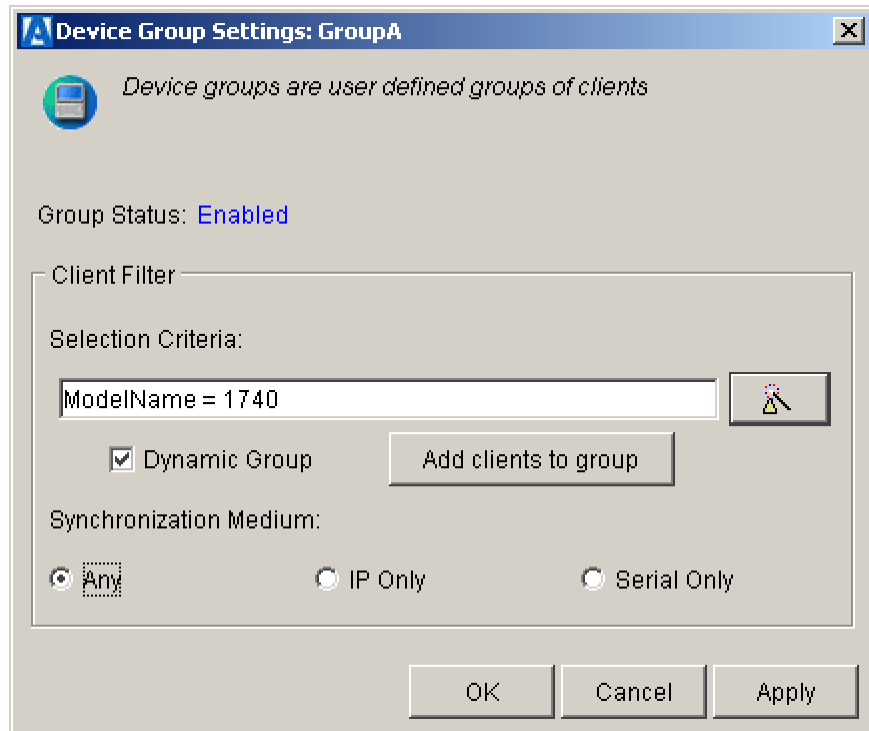 Device Group Settings: GroupA
Device groups are user defined groups of clients
Group Status: Enabled
Client Filter
Selection Criteria:
ModelName = 1740
Dynamic Group Add clients to group
Synchronization Medium:
Any IP Only Serial Only
OK Cancel Apply